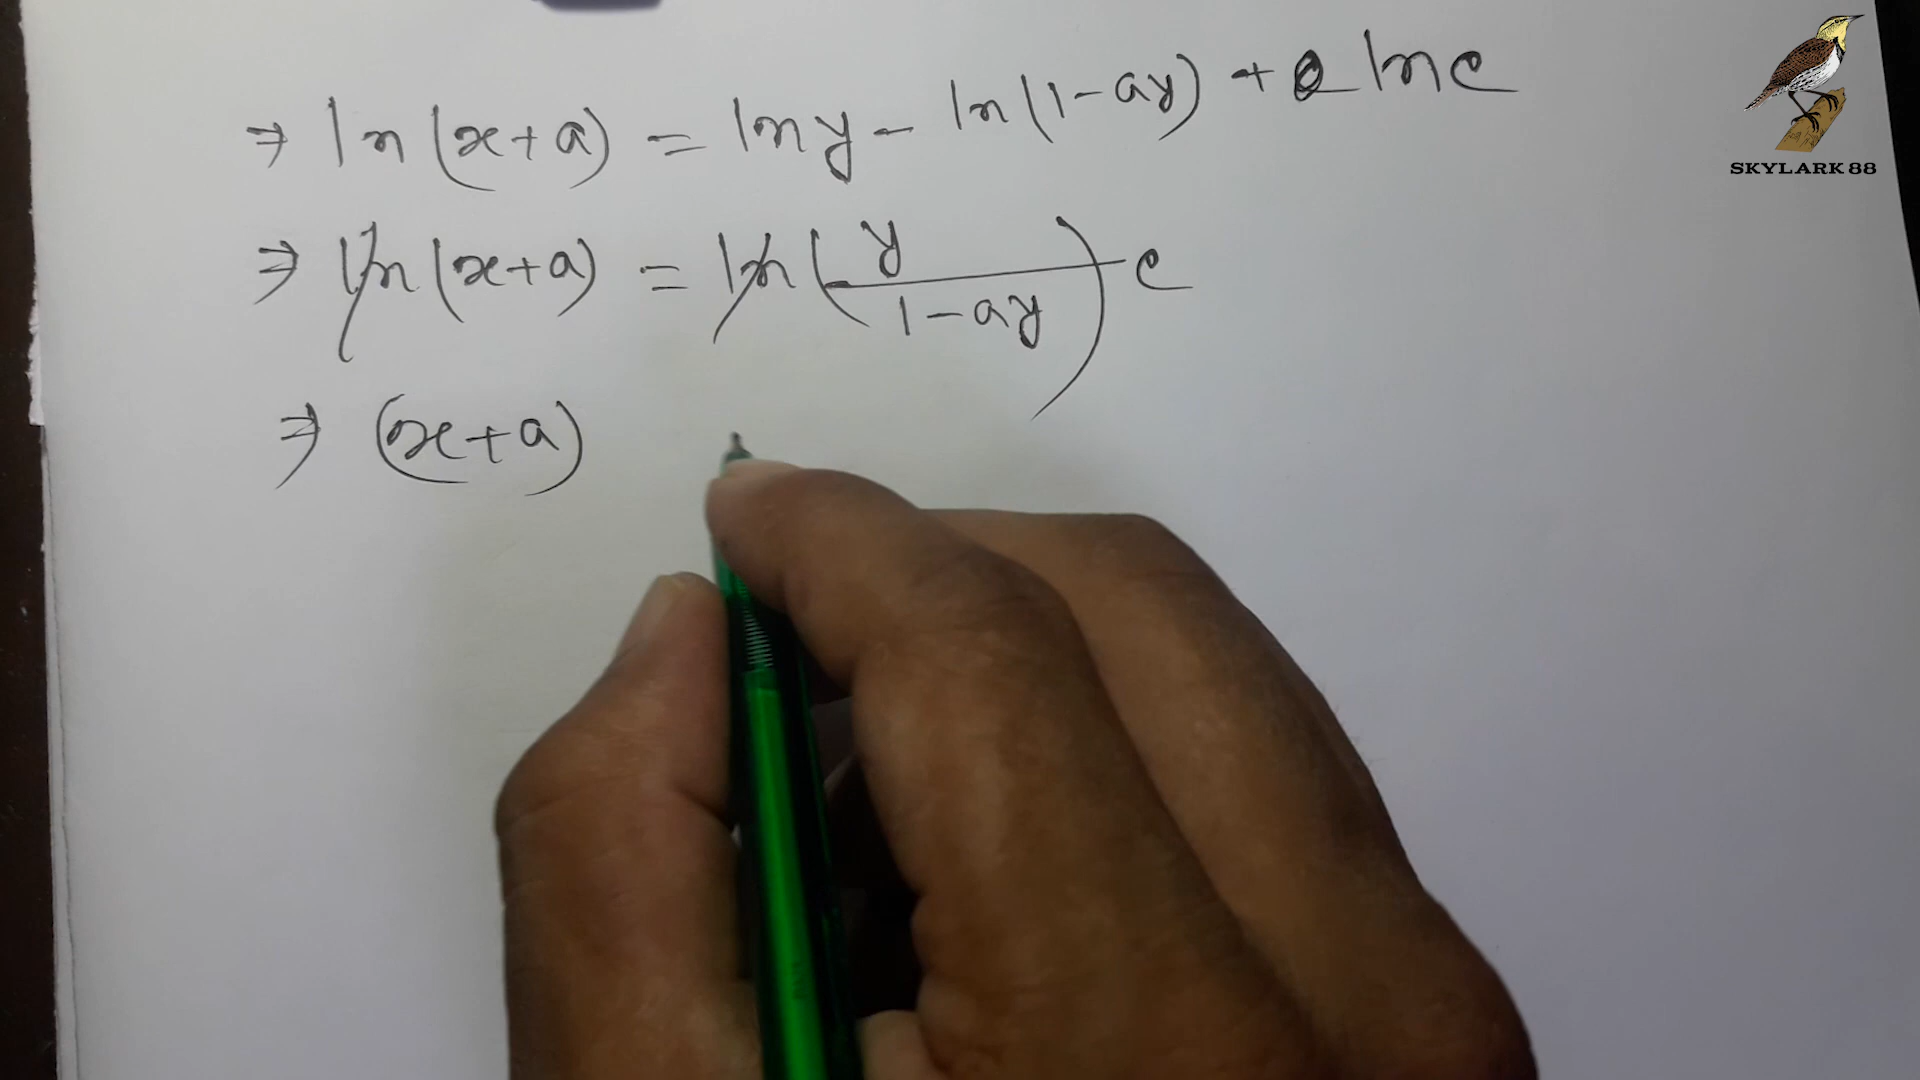 ⇒ ln (x+a) = ln y - ln (1-ay) + ln c
SKYLARK 88
⇒ ln (x+a) = ln (y/1-ay) c
⇒ (x+a)